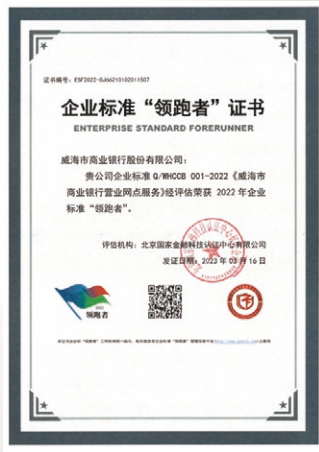 证书编号：ESF2022-GJ66210102011507
企业标准“领跑者”证书
ENTERPRISE STANDARD FORERUNNER
威海市商业银行股份有限公司：
贵公司企业标准 Q/WHCCB 001-2022《威海市
商业银行营业网点服务》经评估荣获 2022 年企业
标准“领跑者”。
评估机构：北京国家金融科技认证中心有限公司
发证日期：2023 年 03 月 16 日
领跑者